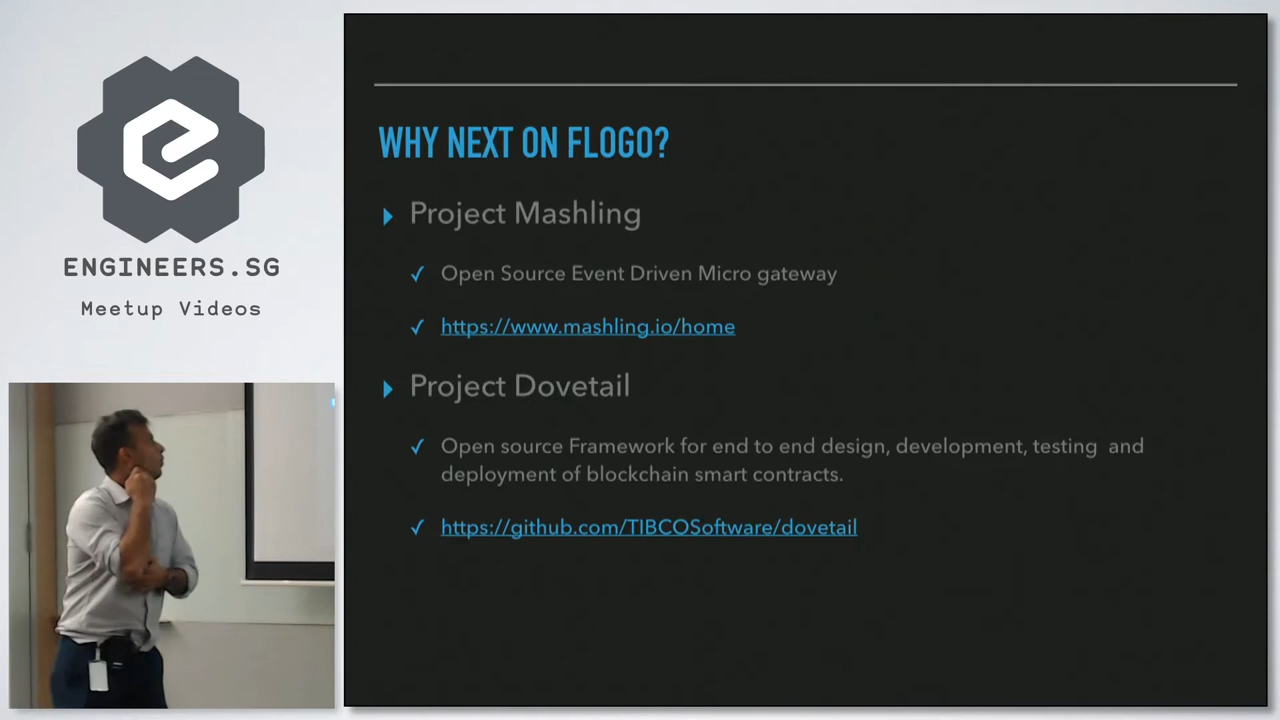 ENGINEERS.SG
Meetup Videos
WHY NEXT ON FLOGO?
Project Mashling
Open Source Event Driven Micro gateway
https://www.mashling.io/home
Project Dovetail
Open source Framework for end to end design, development, testing and
deployment of blockchain smart contracts.
https://github.com/TIBCOSoftware/dovetail